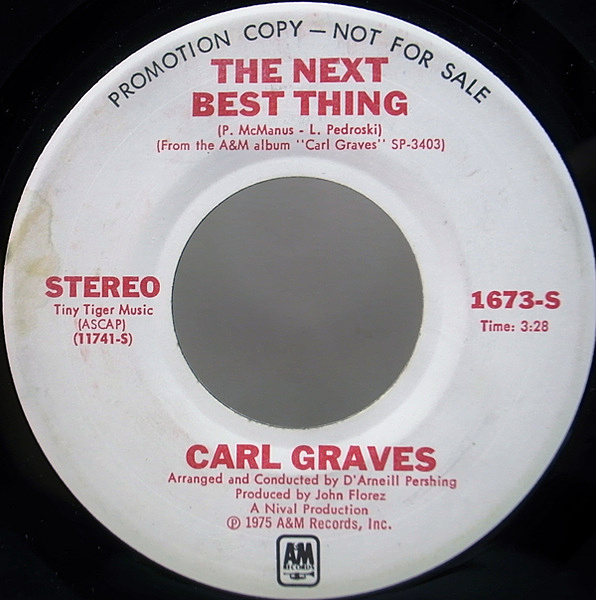 PROMOTION COPY — NOT FOR SALE
THE NEXT
BEST THING
(P. McManus - L. Pedroski)
(From the A&M album "Carl Graves" SP-3403)
STEREO
Tiny Tiger Music
(ASCAP)
(11741-S)
1673-S
Time: 3:28
CARL GRAVES
Arranged and Conducted by D'Arneill Pershing
Produced by John Florez
A Nival Production
℗ 1975 A&M Records, Inc.
A&M
RECORDS